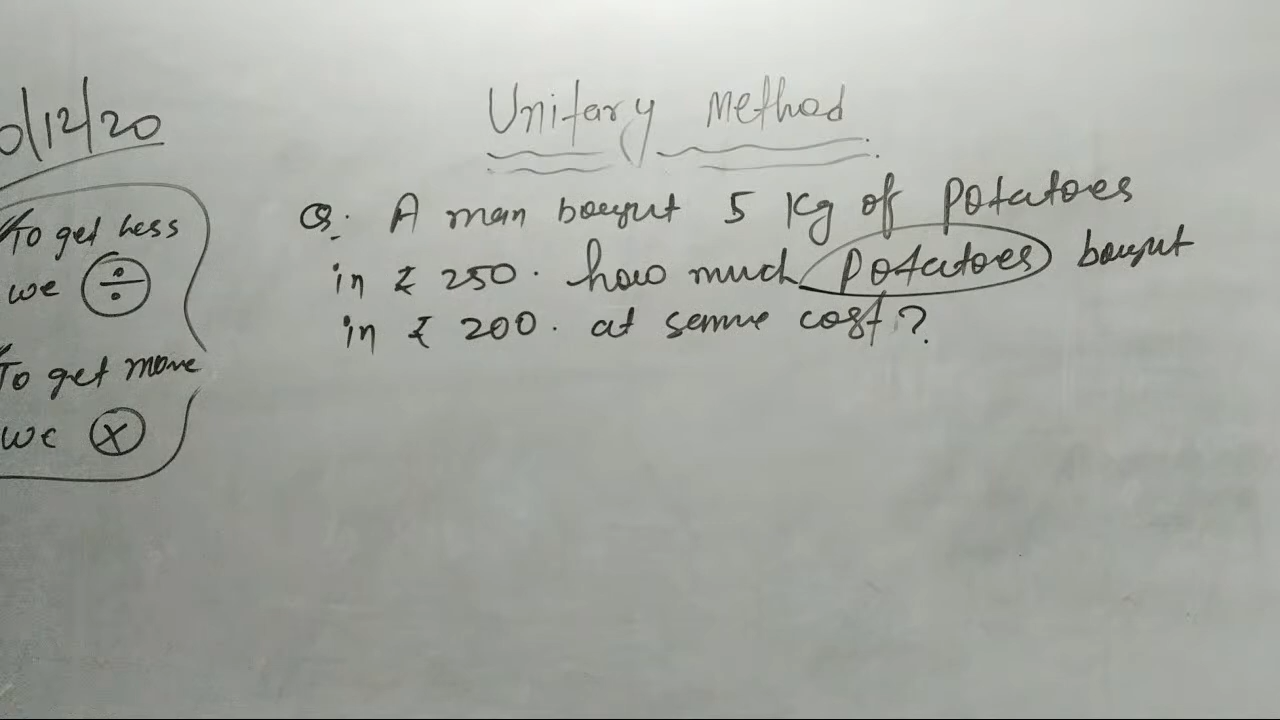 0/12/20
Unitary Method
To get Less
we ÷
To get more
we ×
Q. A man bought 5 Kg of Potatoes
in ₹ 250. how much Potatoes bought
in ₹ 200. at same cost?